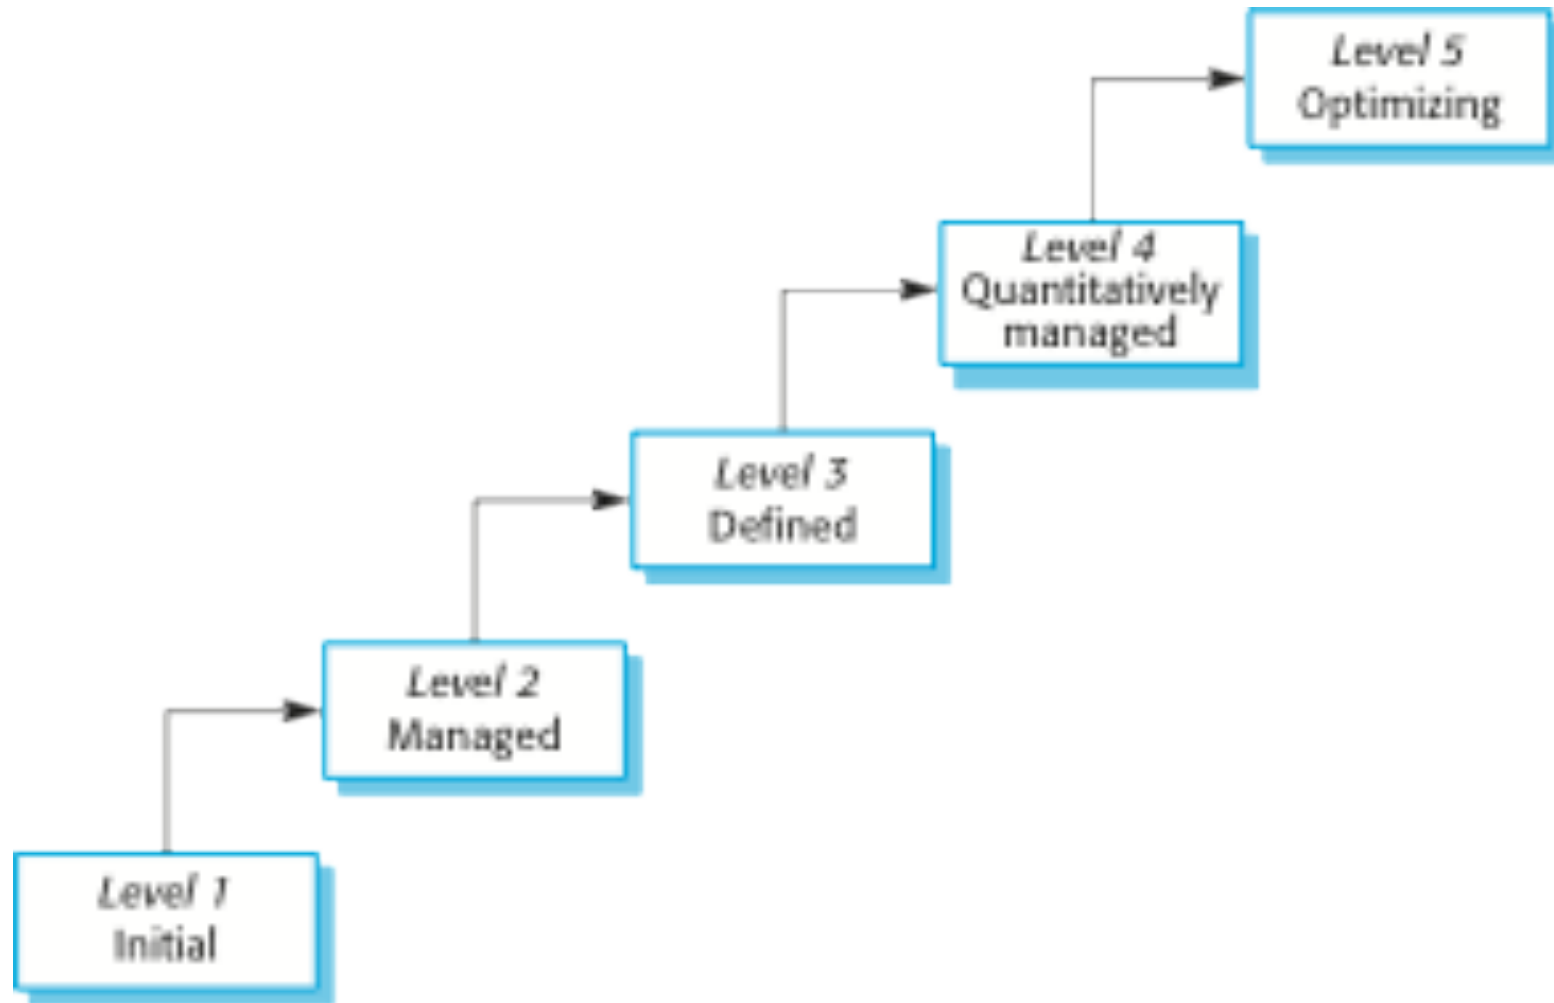 Level 5
Optimizing
Level 4
Quantitatively
managed
Level 3
Defined
Level 2
Managed
Level 1
Initial